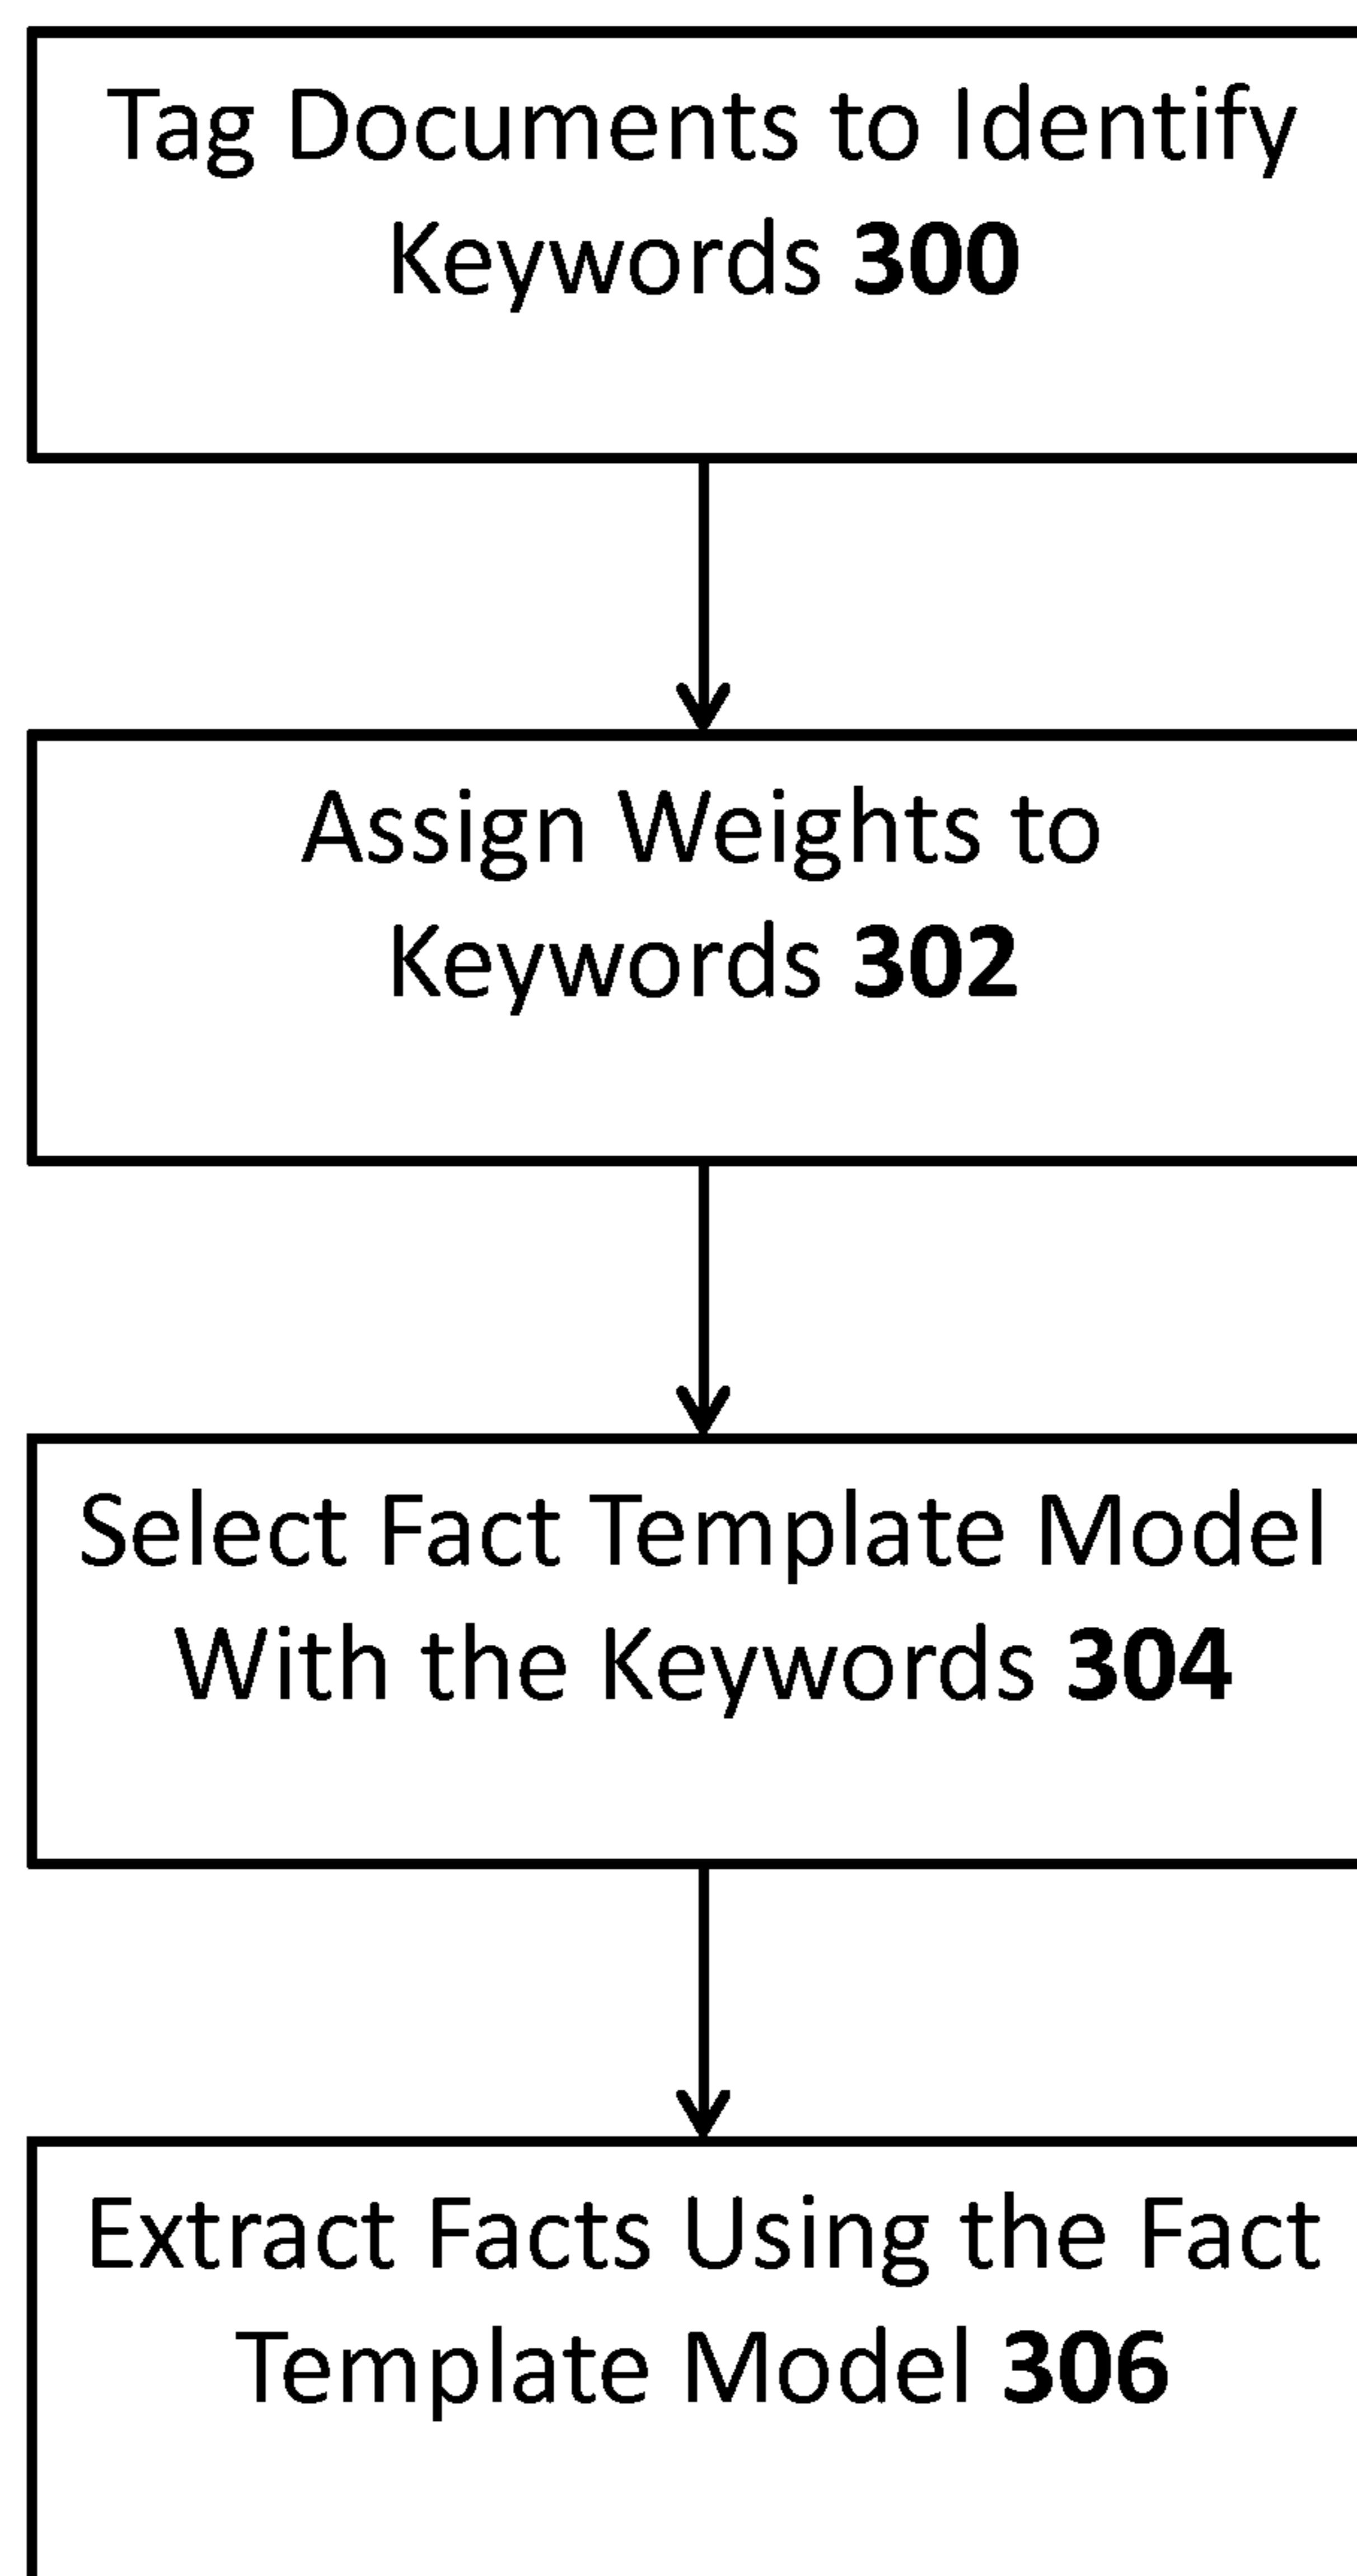 Tag Documents to Identify
Keywords 300
Assign Weights to
Keywords 302
Select Fact Template Model
With the Keywords 304
Extract Facts Using the Fact
Template Model 306